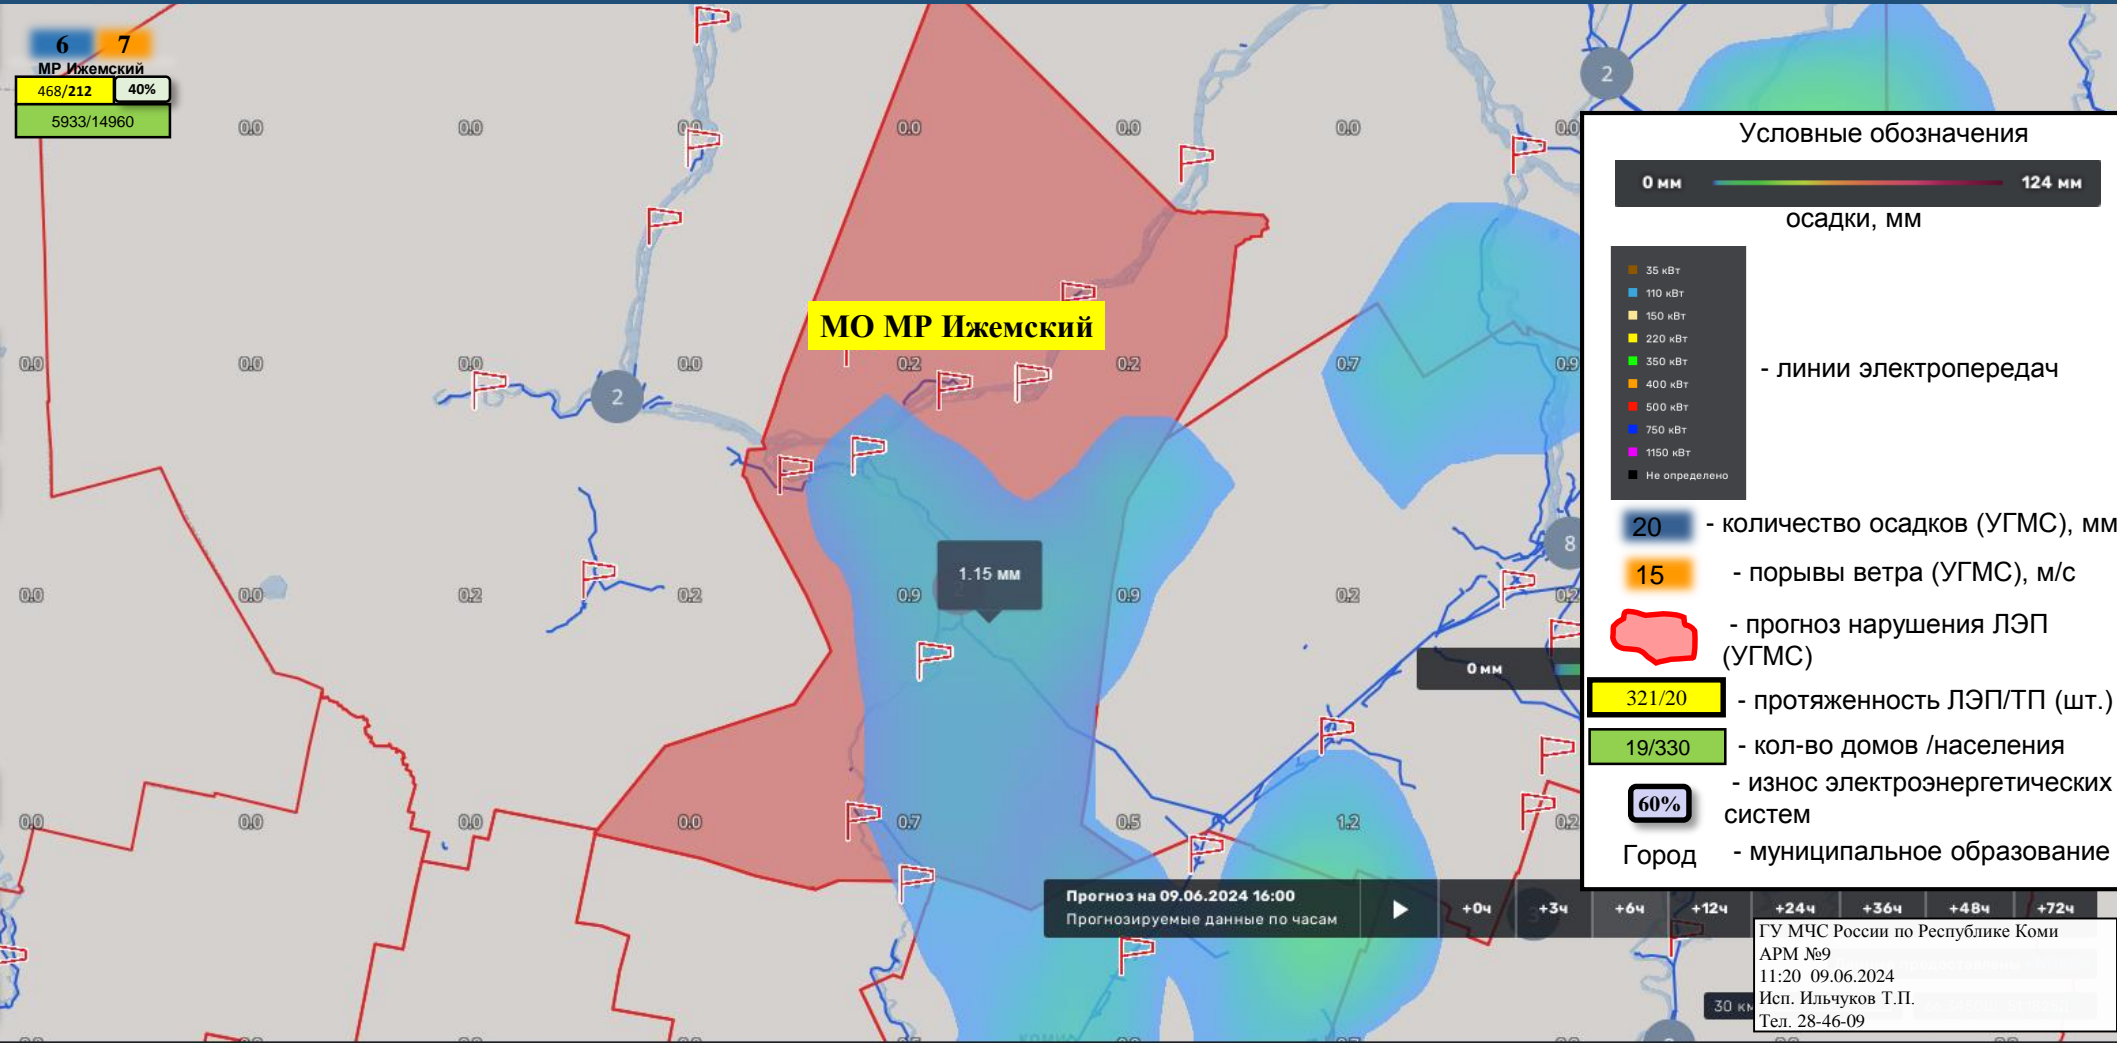 6 7
МР Ижемский
468/212 40%
5933/14960
0.0 0.0 0.0 0.0 0.0 0.0 0.0
2
МО МР Ижемский
0.0 0.0 0.0 0.0 0.2 0.2 0.7 0.9
2
8
1.15 мм
0.0 0.0 0.2 0.2 0.9 0.9 0.2 0.2
0 мм
0.0 0.0 0.0 0.0 0.7 0.5 1.2 0.2
Прогноз на 09.06.2024 16:00
Прогнозируемые данные по часам
+0ч +3ч +6ч +12ч +24ч +36ч +48ч +72ч
3
30 км
Условные обозначения
0 мм 124 мм
осадки, мм
35 кВт
110 кВт
150 кВт
220 кВт
350 кВт
400 кВт
500 кВт
750 кВт
1150 кВт
Не определено
- линии электропередач
20 - количество осадков (УГМС), мм
15 - порывы ветра (УГМС), м/с
- прогноз нарушения ЛЭП
(УГМС)
321/20 - протяженность ЛЭП/ТП (шт.)
19/330 - кол-во домов /населения
60% - износ электроэнергетических
систем
Город - муниципальное образование
ГУ МЧС России по Республике Коми
АРМ №9
11:20 09.06.2024
Исп. Ильчуков Т.П.
Тел. 28-46-09